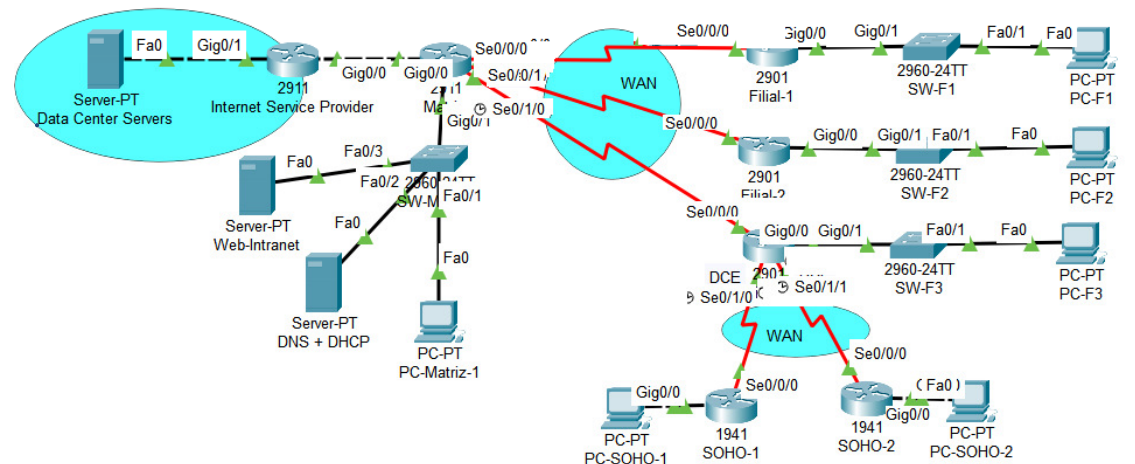 Fa0
Gig0/1
Server-PT
Data Center Servers
2911
Internet Service Provider
Gig0/0
Gig0/0
Se0/0/0
Se0/0/1
Se0/1/0
Fa0/3
Fa0
Server-PT
Web-Intranet
Fa0/2
Fa0/1
Fa0
Server-PT
DNS + DHCP
Fa0
PC-PT
PC-Matriz-1
WAN
Se0/0/0
2901
Filial-1
Gig0/0
Gig0/1
2960-24TT
SW-F1
Fa0/1
Fa0
PC-PT
PC-F1
Se0/0/0
2901
Filial-2
Gig0/0
Gig0/1
Fa0/1
2960-24TT
SW-F2
Fa0
PC-PT
PC-F2
Se0/0/0
2901
Gig0/0
Gig0/1
Fa0/1
2960-24TT
SW-F3
Fa0
PC-PT
PC-F3
DCE
Se0/1/0
Se0/1/1
WAN
Gig0/0
PC-PT
PC-SOHO-1
Se0/0/0
1941
SOHO-1
Se0/0/0
1941
SOHO-2
Gig0/0
Fa0
PC-PT
PC-SOHO-2